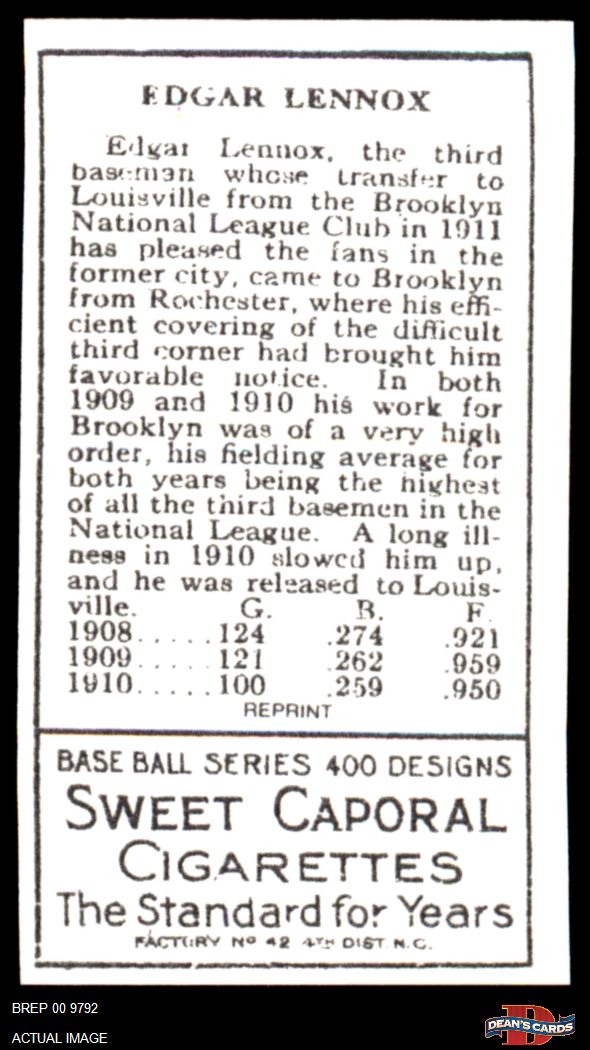 EDGAR LENNOX
Edgar Lennox, the third
baseman whose transfer to
Louisville from the Brooklyn
National League Club in 1911
has pleased the fans in the
former city, came to Brooklyn
from Rochester, where his effi-
cient covering of the difficult
third corner had brought him
favorable notice. In both
1909 and 1910 his work for
Brooklyn was of a very high
order, his fielding average for
both years being the highest
of all the third basemen in the
National League. A long ill-
ness in 1910 slowed him up,
and he was released to Louis-
ville. G. B. F.
1908.....124 .274 .921
1909.....121 .262 .959
1910.....100 .259 .950
REPRINT
BASE BALL SERIES 400 DESIGNS
SWEET CAPORAL
CIGARETTES
The Standard for Years
FACTORY No 42 4TH DIST. N.C.
BREP 00 9792
ACTUAL IMAGE
D
DEAN'S CARDS